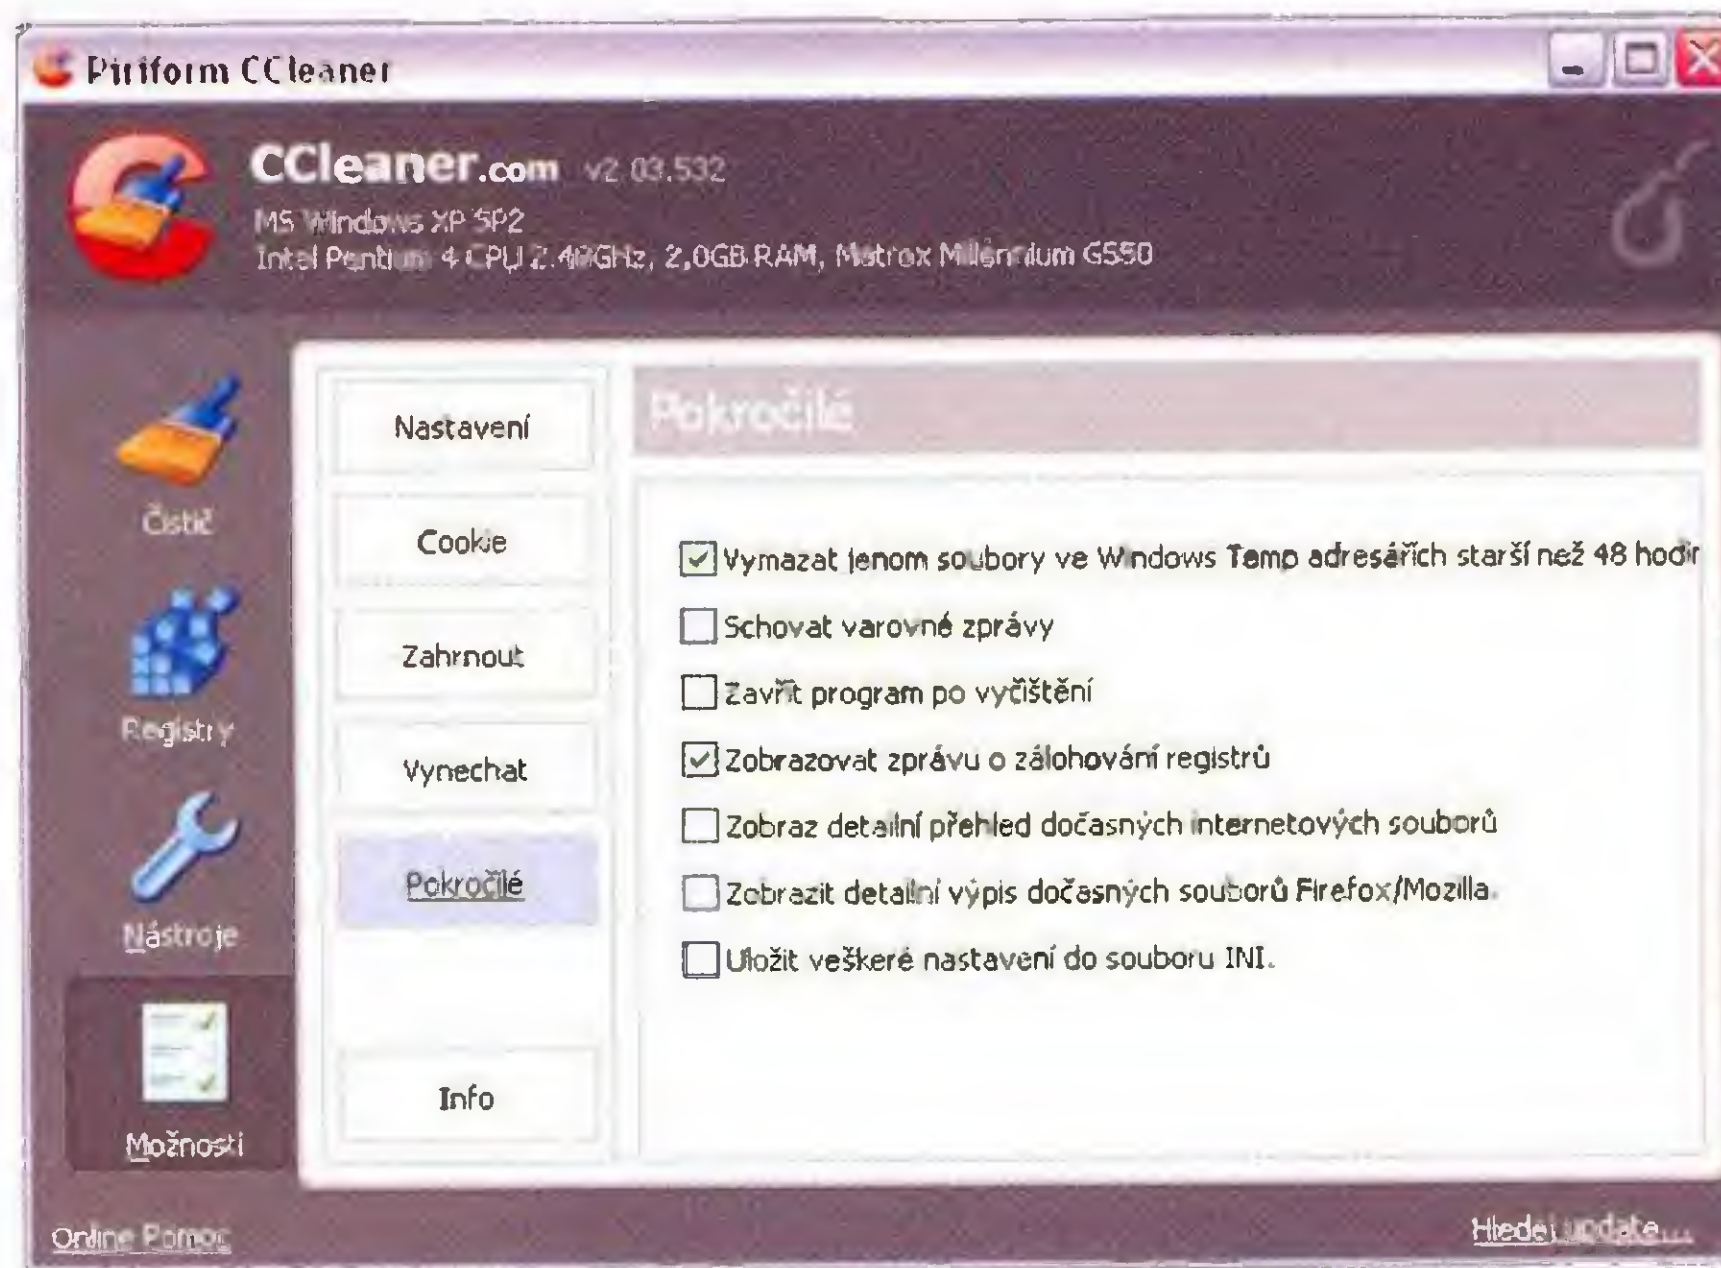 Piriform CCleaner
CCleaner.com v2.03.532
MS Windows XP SP2
Intel Pentium 4 CPU 2.40GHz, 2,0GB RAM, Matrox Millennium G550
Čistič
Registry
Nástroje
Možnosti
Nastavení
Cookie
Zahrnout
Vynechat
Pokročilé
Info
Pokročilé
Vymazat jenom soubory ve Windows Temp adresářích starší než 48 hodin
Schovat varovné zprávy
Zavřít program po vyčištění
Zobrazovat zprávu o zálohování registrů
Zobraz detailní přehled dočasných internetových souborů
Zobrazit detailní výpis dočasných souborů Firefox/Mozilla.
Uložit veškeré nastavení do souboru INI.
Online Pomoc
Hledej update...